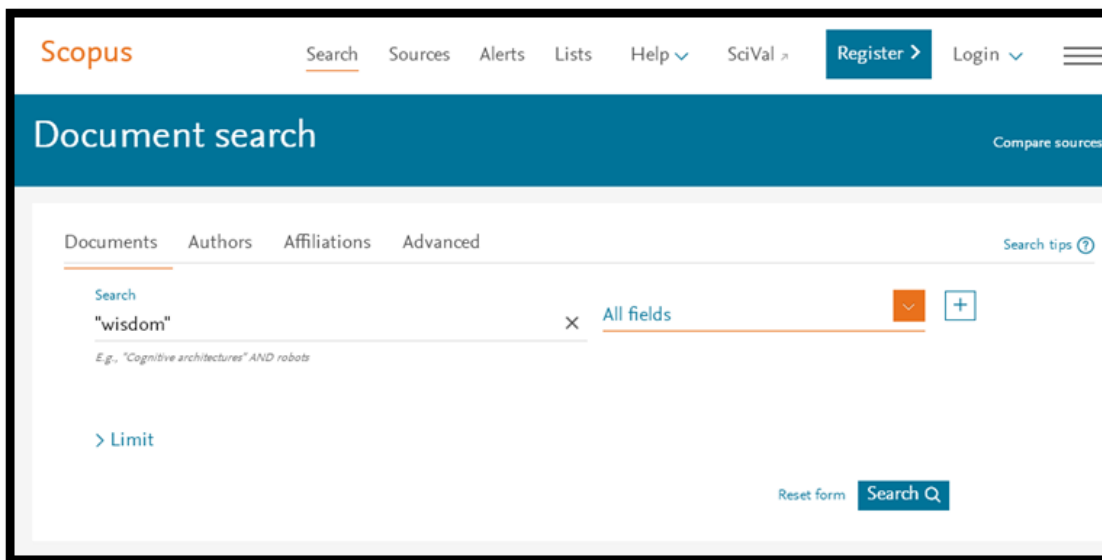 Scopus Search Sources Alerts Lists Help SciVal Register Login
Document search
Compare sources
Documents Authors Affiliations Advanced
Search tips
Search
"wisdom"
All fields
E.g., "Cognitive architectures" AND robots
Limit
Reset form Search